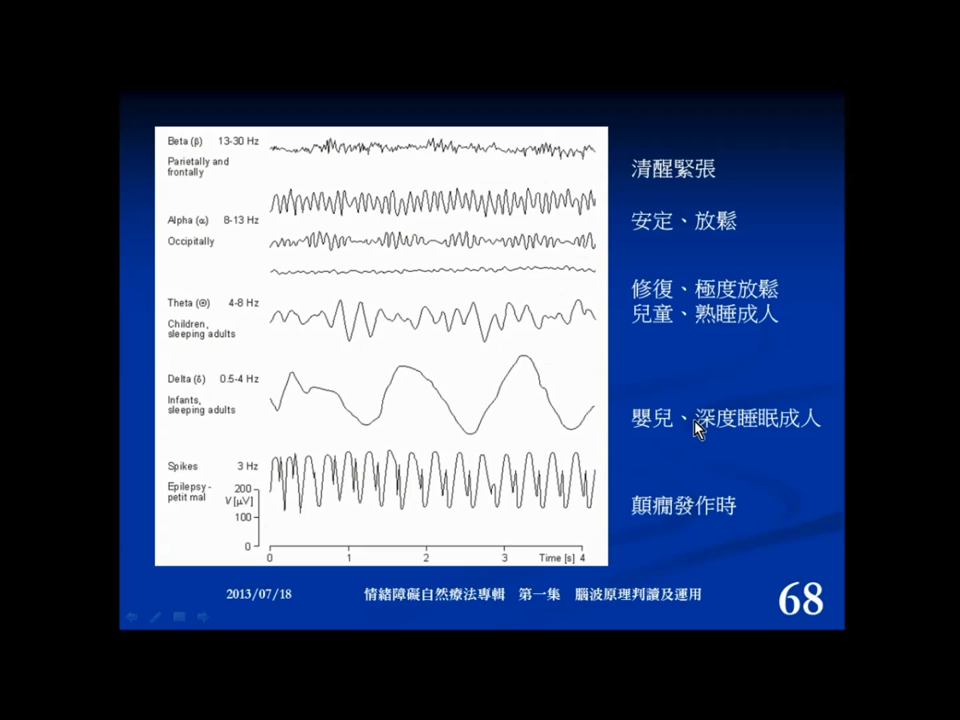 Beta (β) 13-30 Hz
Parietally and
frontally
清醒緊張
Alpha (α) 8-13 Hz
Occipitally
安定、放鬆
Theta (Θ) 4-8 Hz
Children,
sleeping adults
修復、極度放鬆
兒童、熟睡成人
Delta (δ) 0.5-4 Hz
Infants,
sleeping adults
嬰兒、深度睡眠成人
Spikes 3 Hz
Epilepsy -
petit mal
顛癇發作時
200
V [μV]
100
0
0 1 2 3 Time [s] 4
2013/07/18 情緒障礙自然療法專輯 第一集 腦波原理判讀及運用 68